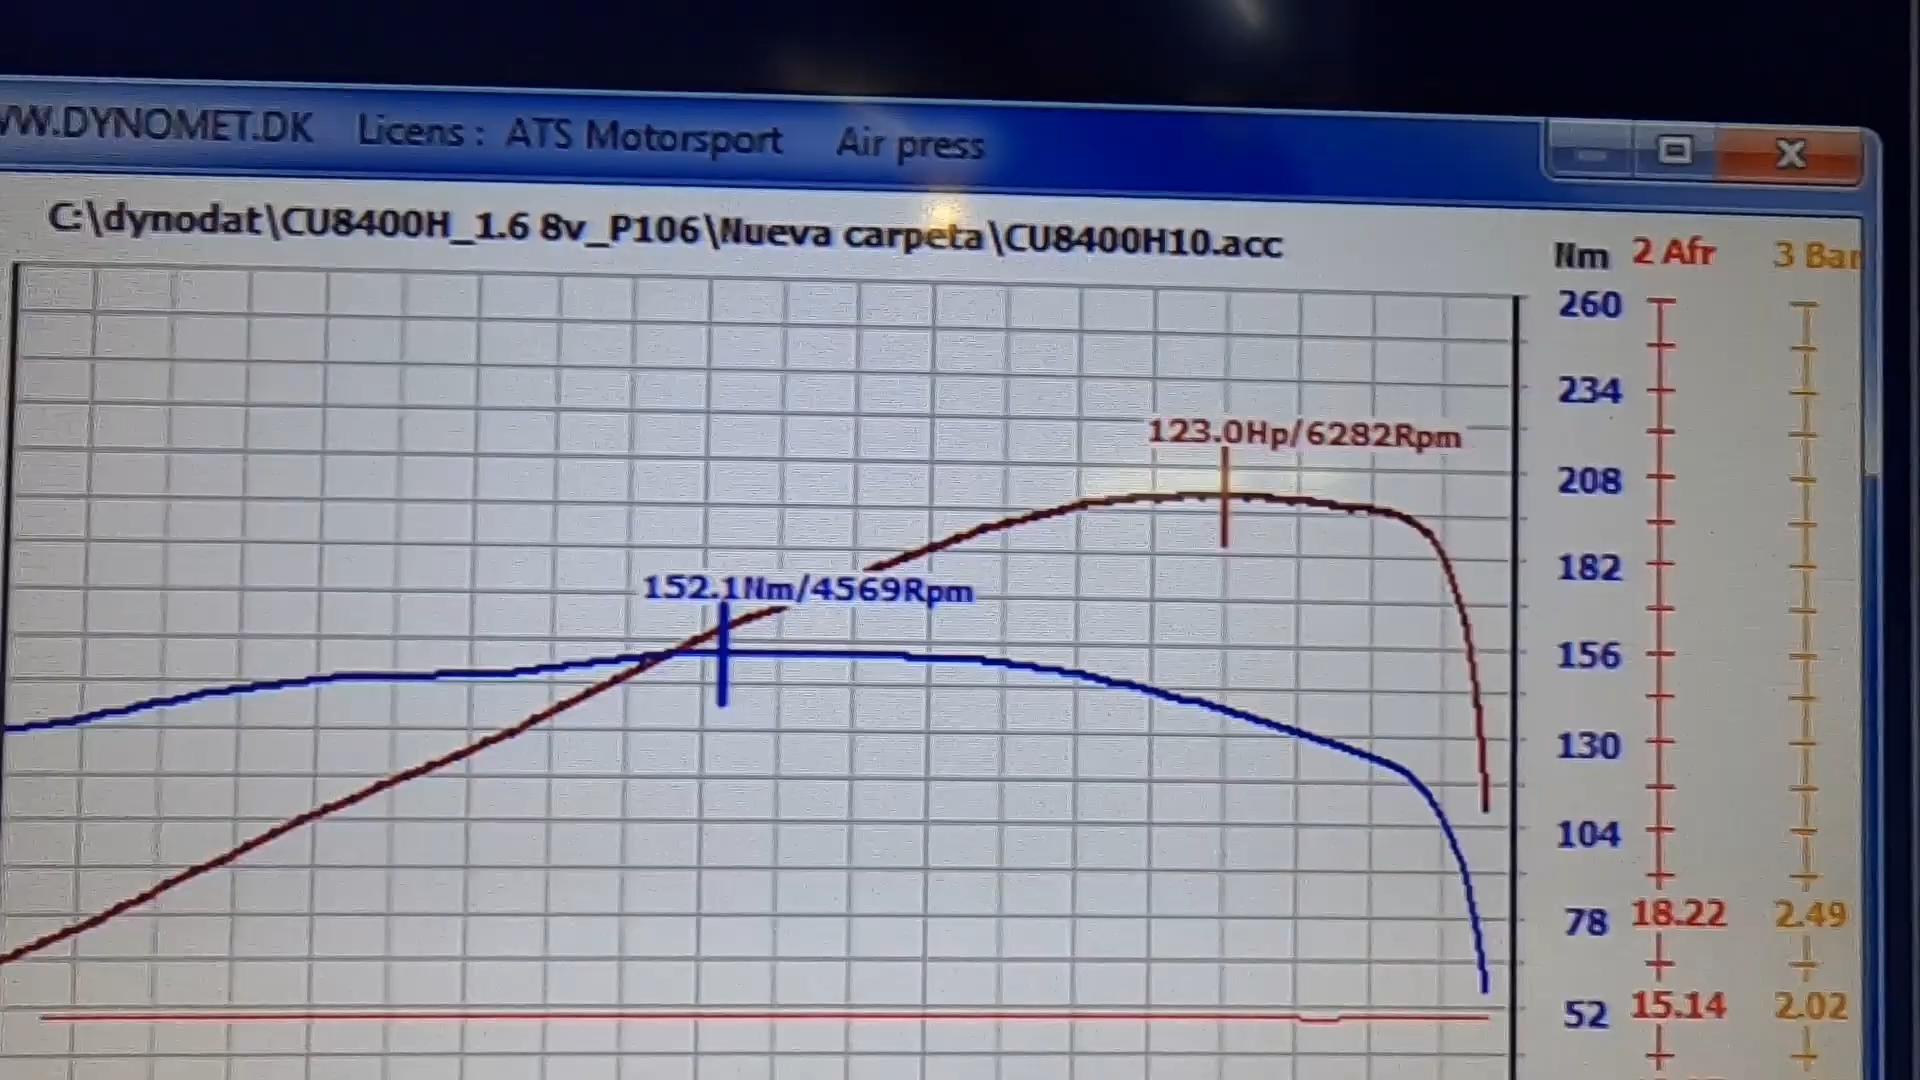 WW.DYNOMET.DK Licens : ATS Motorsport Air press
C:\dynodat\CU8400H_1.6 8v_P106\Nueva carpeta\CU8400H10.acc
Nm 2 Afr 3 Bar
260
234
123.0Hp/6282Rpm
208
182
152.1Nm/4569Rpm
156
130
104
78 18.22 2.49
52 15.14 2.02